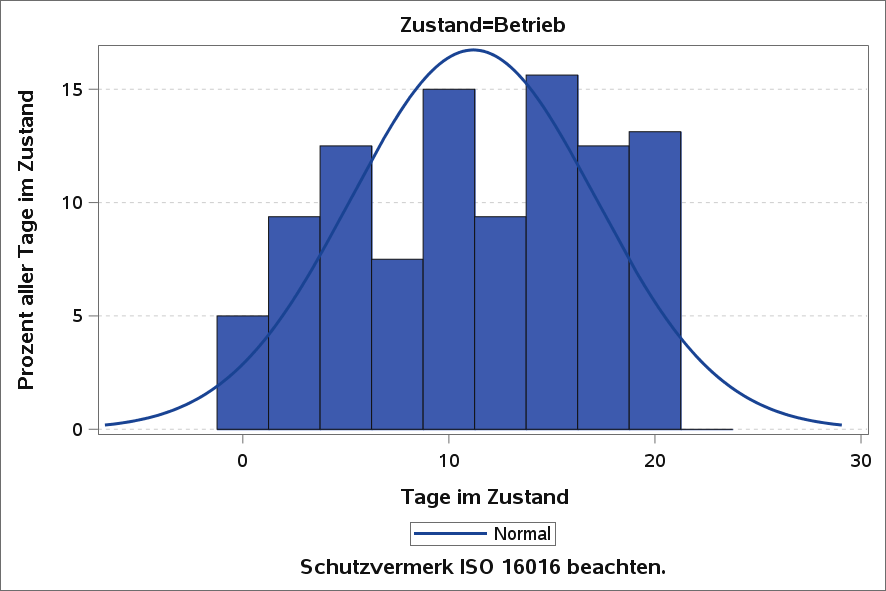 Zustand=Betrieb
Prozent aller Tage im Zustand
15
10
5
0
0 10 20 30
Tage im Zustand
Normal
Schutzvermerk ISO 16016 beachten.